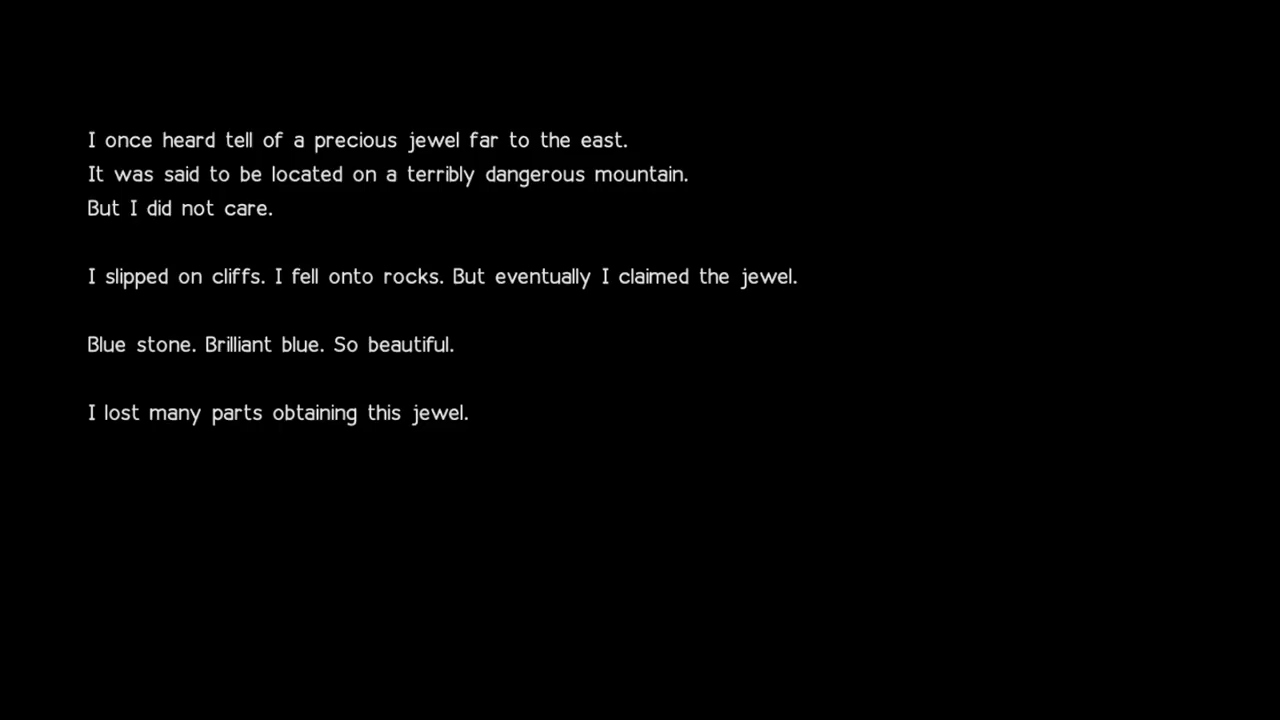 I once heard tell of a precious jewel far to the east.
It was said to be located on a terribly dangerous mountain.
But I did not care.
I slipped on cliffs. I fell onto rocks. But eventually I claimed the jewel.
Blue stone. Brilliant blue. So beautiful.
I lost many parts obtaining this jewel.